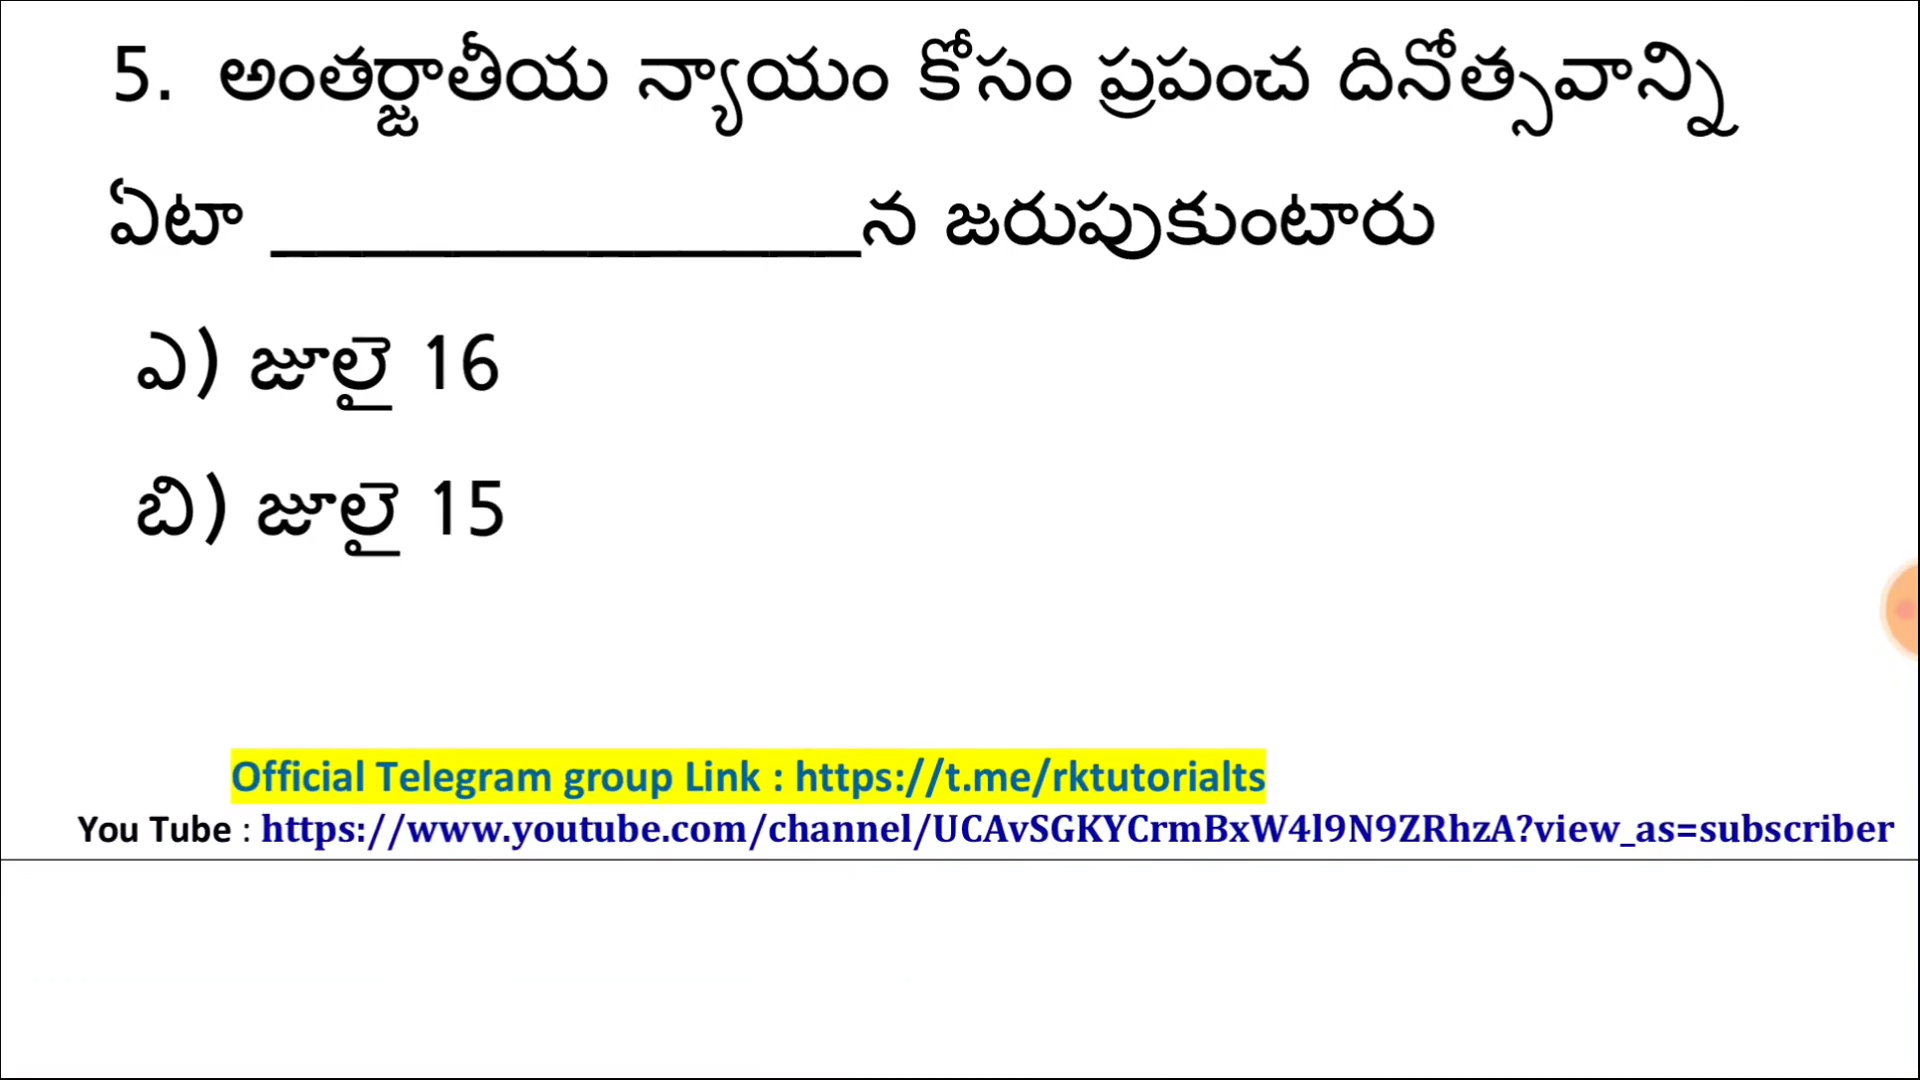 5. అంతర్జాతీయ న్యాయం కోసం ప్రపంచ దినోత్సవాన్ని
ఏటా _____________న జరుపుకుంటారు
ఎ) జూలై 16
బి) జూలై 15
Official Telegram group Link : https://t.me/rktutorialts
You Tube : https://www.youtube.com/channel/UCAvSGKYCrmBxW4l9N9ZRhzA?view_as=subscriber